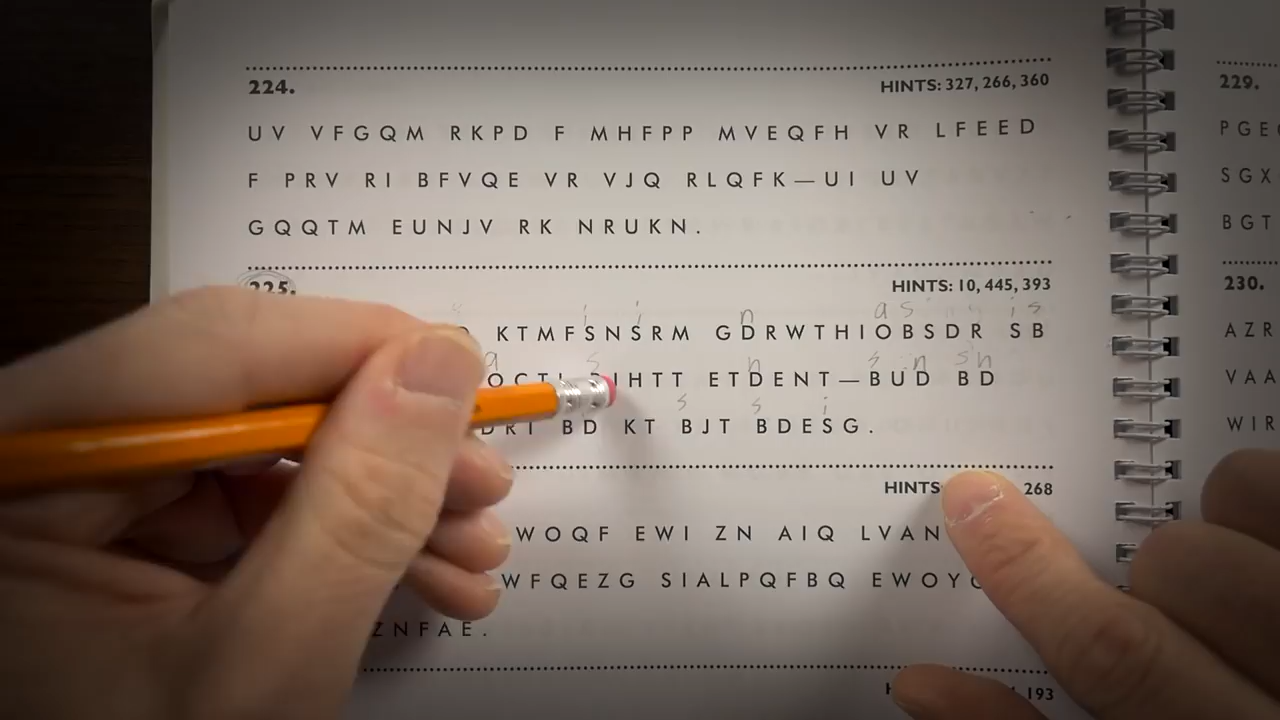 224.
HINTS: 327, 266, 360
229.
UV VFGQM RKPD F MHFPP MVEQFH VR LFEED
F PRV RI BFVQE VR VJQ RLQFK—UI UV
GQQTM EUNJV RK NRUKN.
225.
HINTS: 10, 445, 393
230.
i i n a s i s
KTMFSNSRM GDRWTHIOBSDR SB
a s n s n s n
ETDENT—BUD BD
s s i
BD KT BJT BDESG.
HINTS 268
WOQF EWI ZN AIQ LVAN
WFQEZG SIALPQFBQ EWOY
ZNFAE.
193
PGE
SGX
BGT
AZR
VAA
WIR